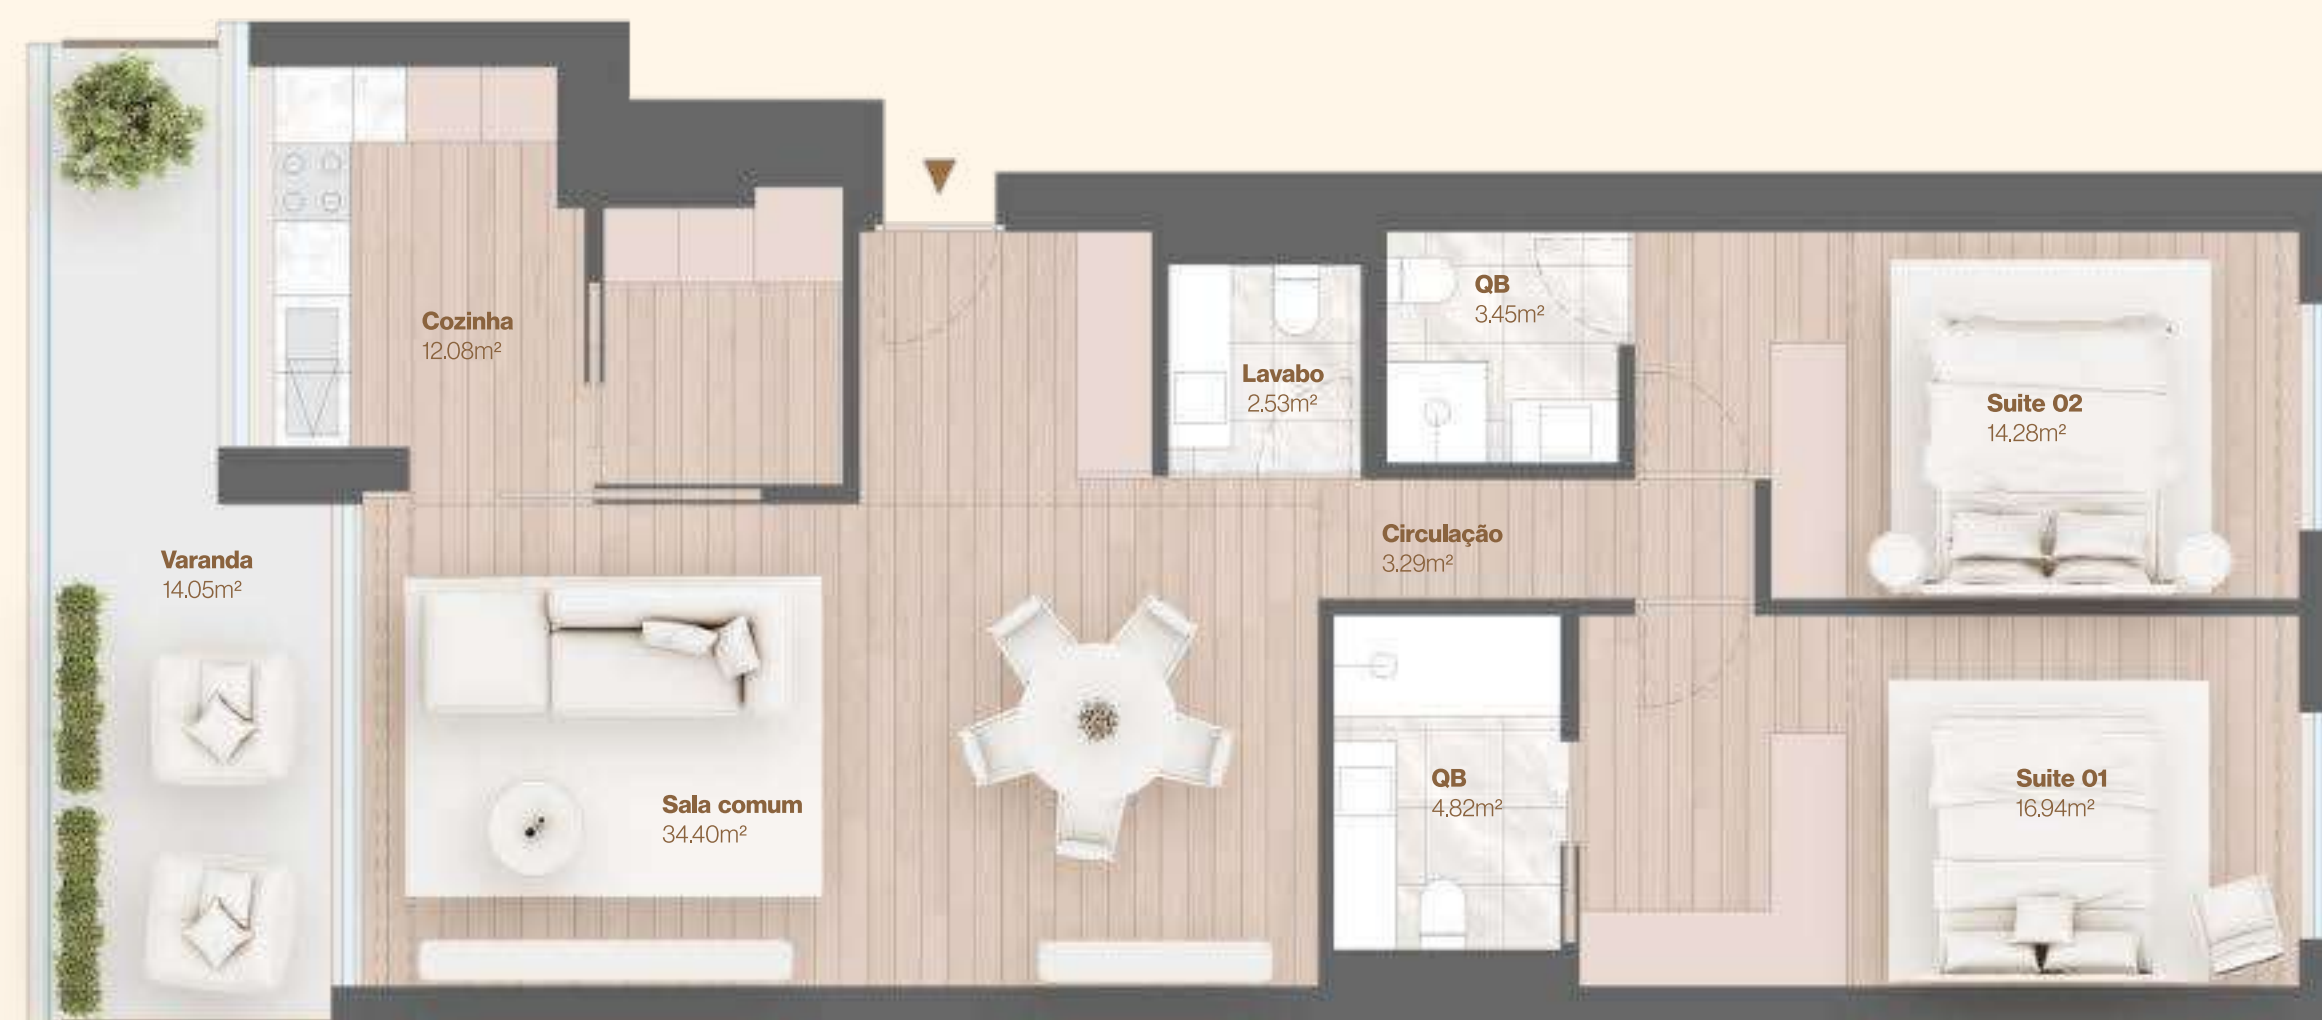 Cozinha
12.08m²
QB
3.45m²
Lavabo
2.53m²
Suite 02
14.28m²
Varanda
14.05m²
Circulação
3.29m²
Sala comum
34.40m²
QB
4.82m²
Suite 01
16.94m²